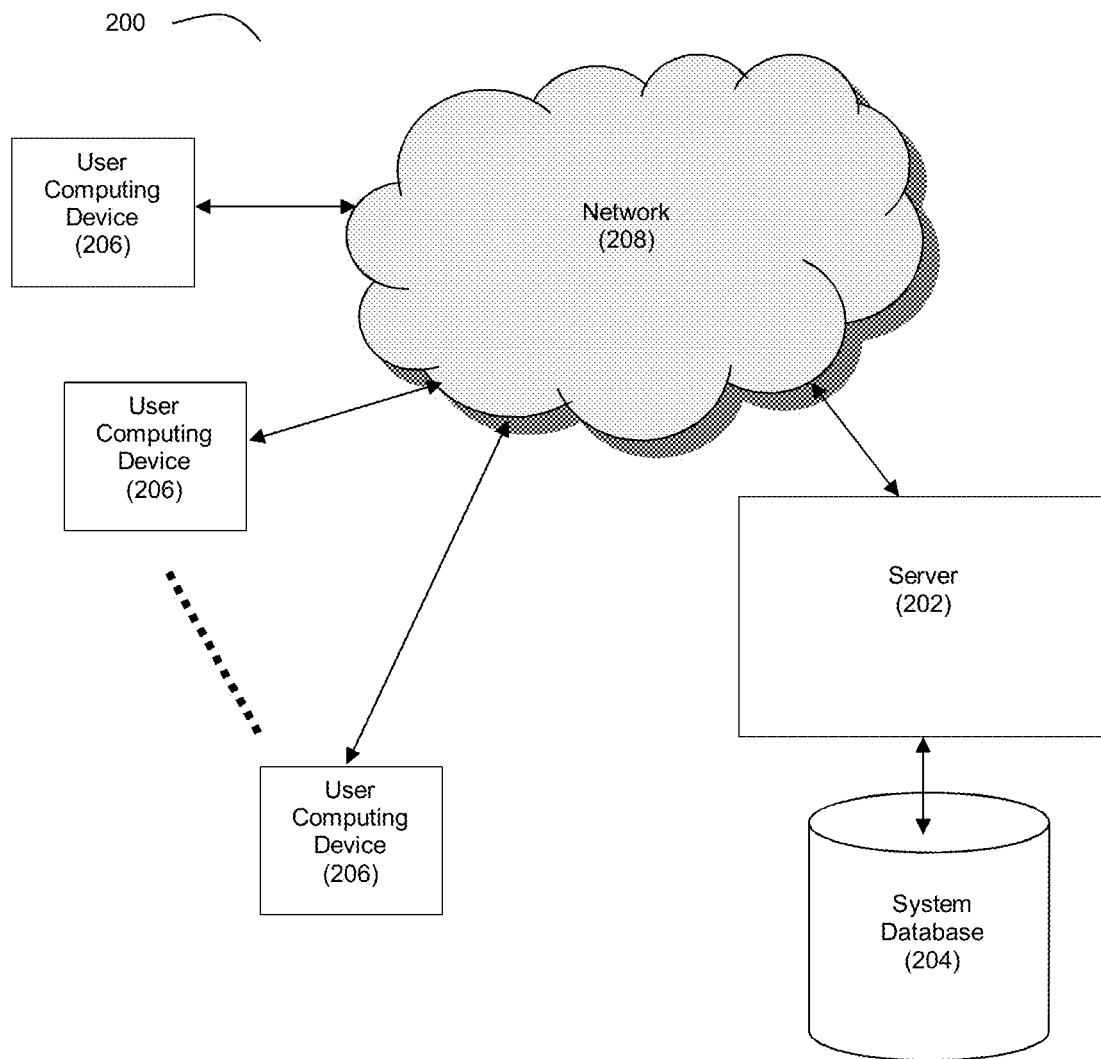 200
User
Computing
Device
(206)
Network
(208)
User
Computing
Device
(206)
Server
(202)
User
Computing
Device
(206)
System
Database
(204)